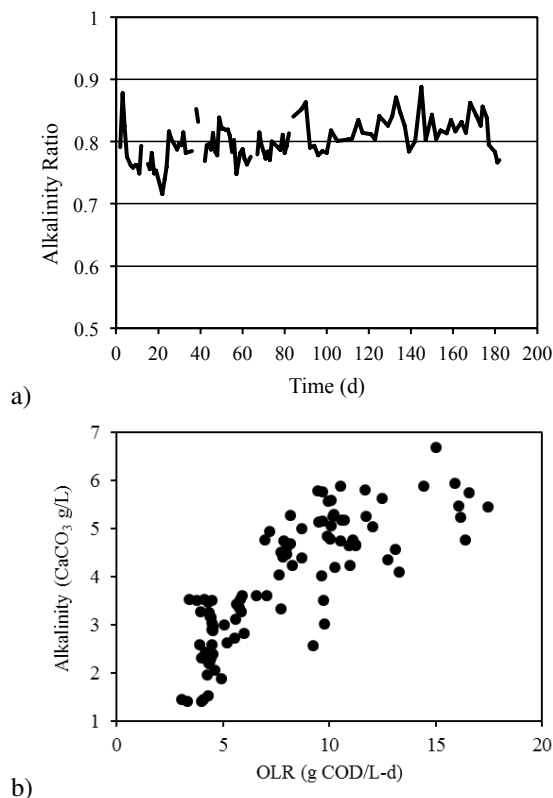 1
0.9
0.8
0.7
0.6
0.5
Alkalinity Ratio
0 20 40 60 80 100 120 140 160 180 200
Time (d)
a)
7
6
5
4
3
2
1
Alkalinity (CaCO₃ g/L)
0 5 10 15 20
OLR (g COD/L-d)
b)